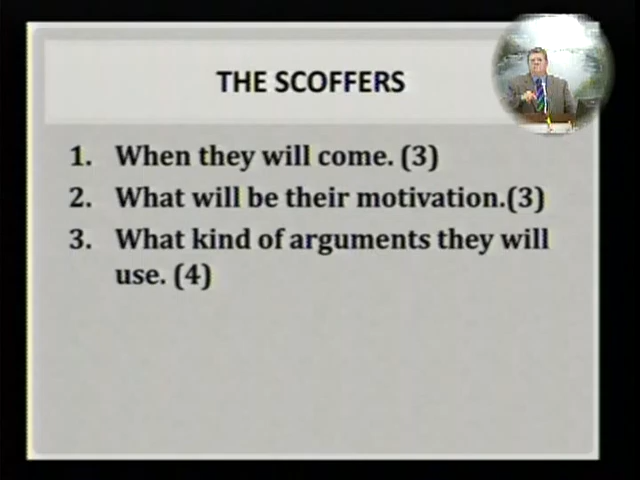 THE SCOFFERS
1. When they will come. (3)
2. What will be their motivation.(3)
3. What kind of arguments they will
use. (4)